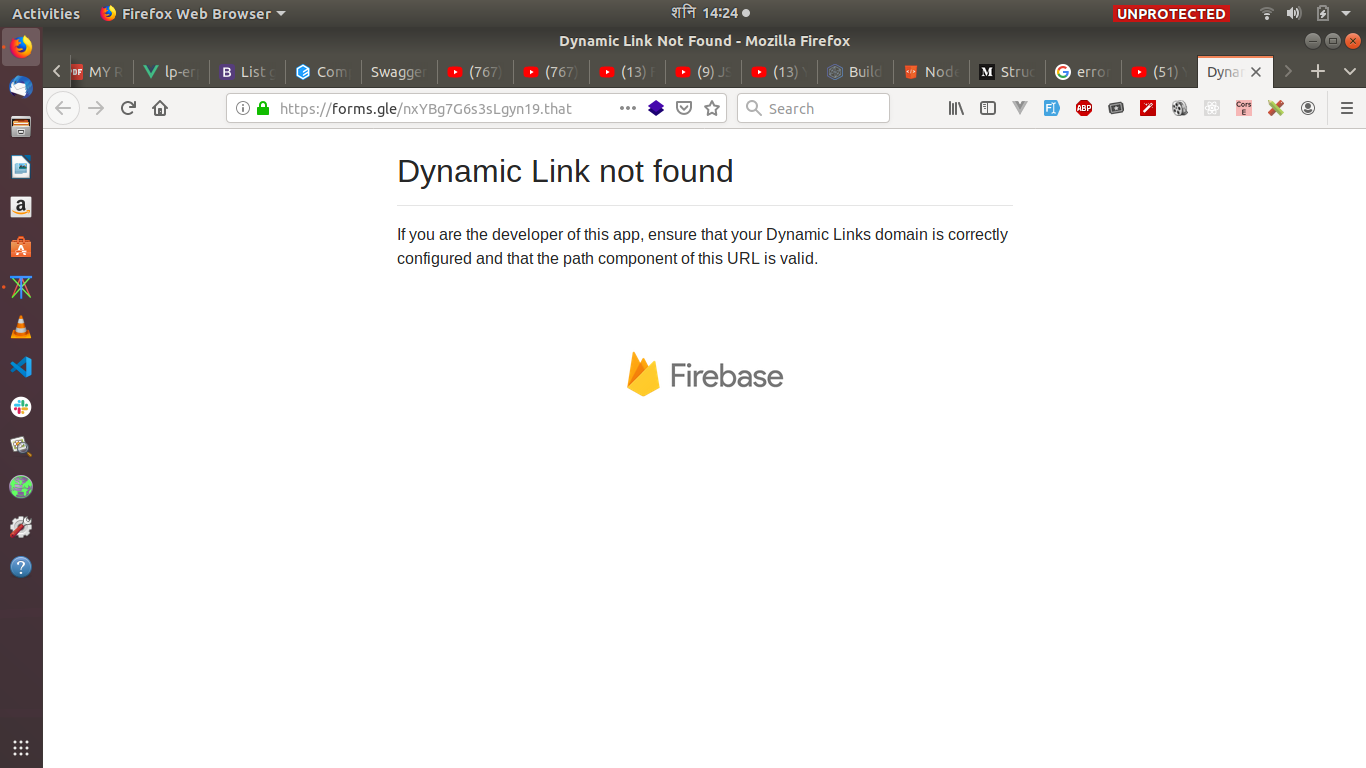 Activities Firefox Web Browser शनि 14:24 UNPROTECTED
Dynamic Link Not Found - Mozilla Firefox
PDF MY R lp-er B List g Com Swagger (767) (767) (13) F (9) JS (13) Y Build Node M Struc G error (51) Y Dynar
https://forms.gle/nxYBg7G6s3sLgyn19.that Search ABP Cors E
Dynamic Link not found
If you are the developer of this app, ensure that your Dynamic Links domain is correctly
configured and that the path component of this URL is valid.
Firebase